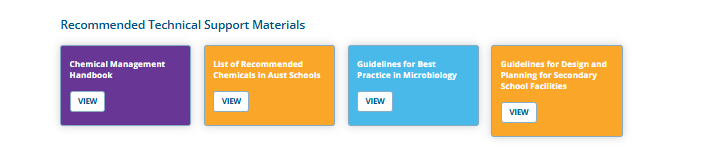 Recommended Technical Support Materials
Chemical Management
Handbook
VIEW
List of Recommended
Chemicals in Aust Schools
VIEW
Guidelines for Best
Practice in Microbiology
VIEW
Guidelines for Design and
Planning for Secondary
School Facilities
VIEW